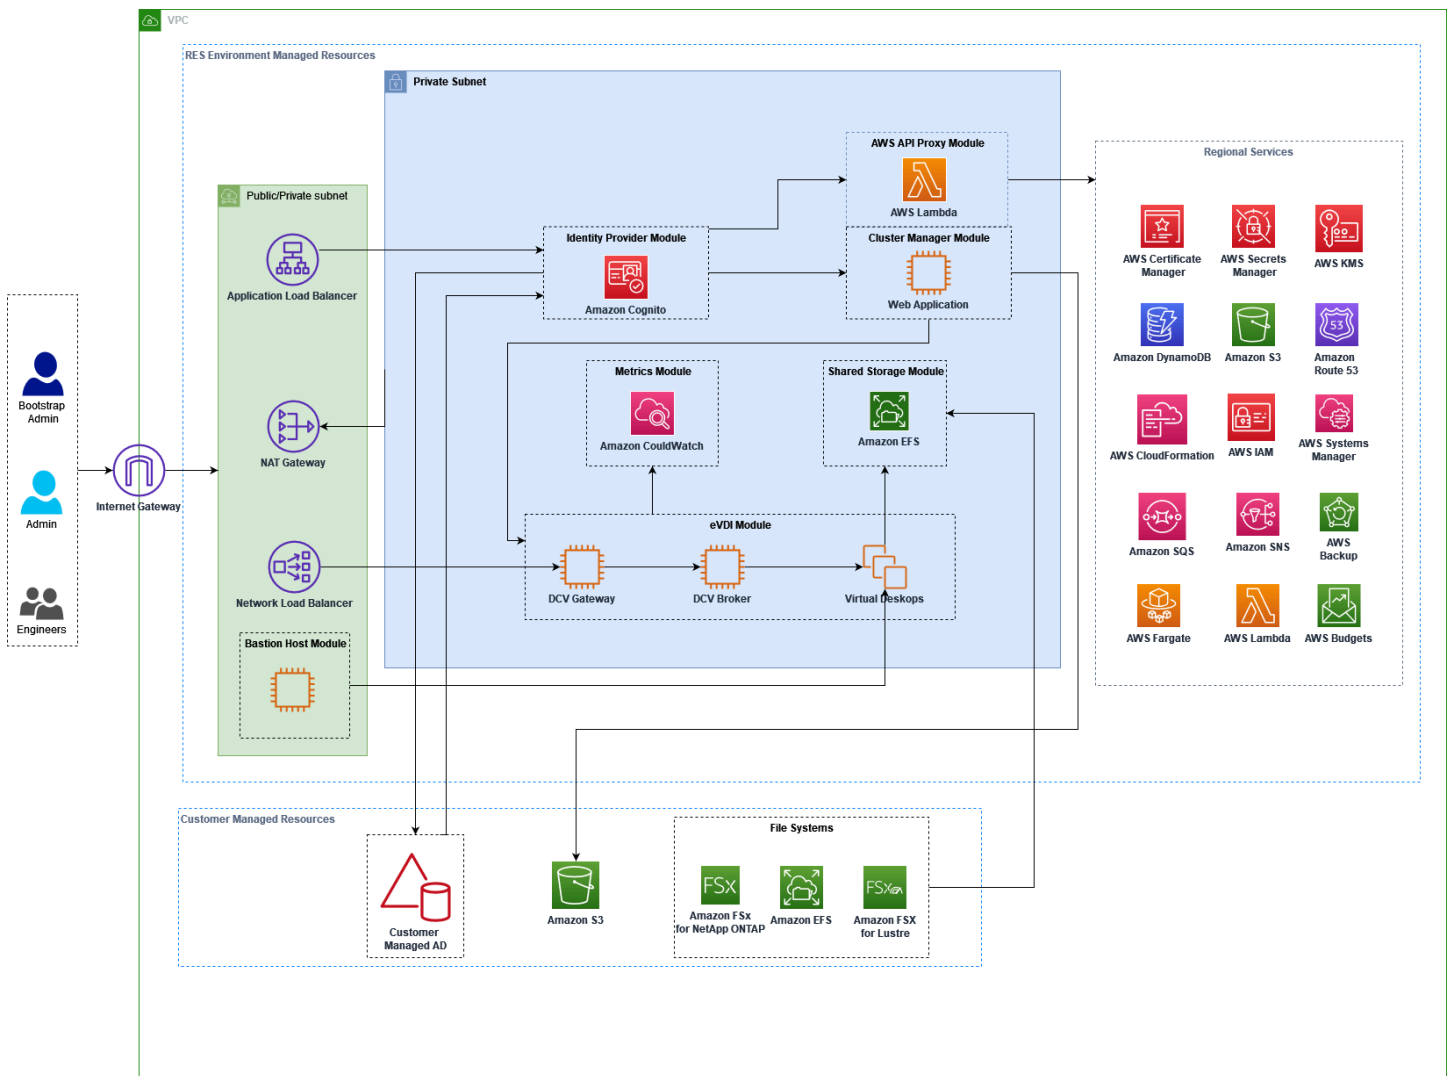 VPC
RES Environment Managed Resources
Private Subnet
AWS API Proxy Module
AWS Lambda
Regional Services
Public/Private subnet
Application Load Balancer
Identity Provider Module
Amazon Cognito
Cluster Manager Module
Web Application
AWS Certificate
Manager
AWS Secrets
Manager
AWS KMS
Amazon DynamoDB
Amazon S3
53
Amazon
Route 53
Metrics Module
Amazon CouldWatch
Shared Storage Module
Amazon EFS
Bootstrap
Admin
NAT Gateway
AWS CloudFormation
AWS IAM
AWS Systems
Manager
Admin
Internet Gateway
eVDI Module
DCV Gateway
DCV Broker
Virtual Deskops
Amazon SQS
Amazon SNS
AWS
Backup
Engineers
Network Load Balancer
Bastion Host Module
AWS Fargate
AWS Lambda
AWS Budgets
Customer Managed Resources
Customer
Managed AD
Amazon S3
File Systems
FSx
Amazon FSx
for NetApp ONTAP
Amazon EFS
FSx
Amazon FSX
for Lustre